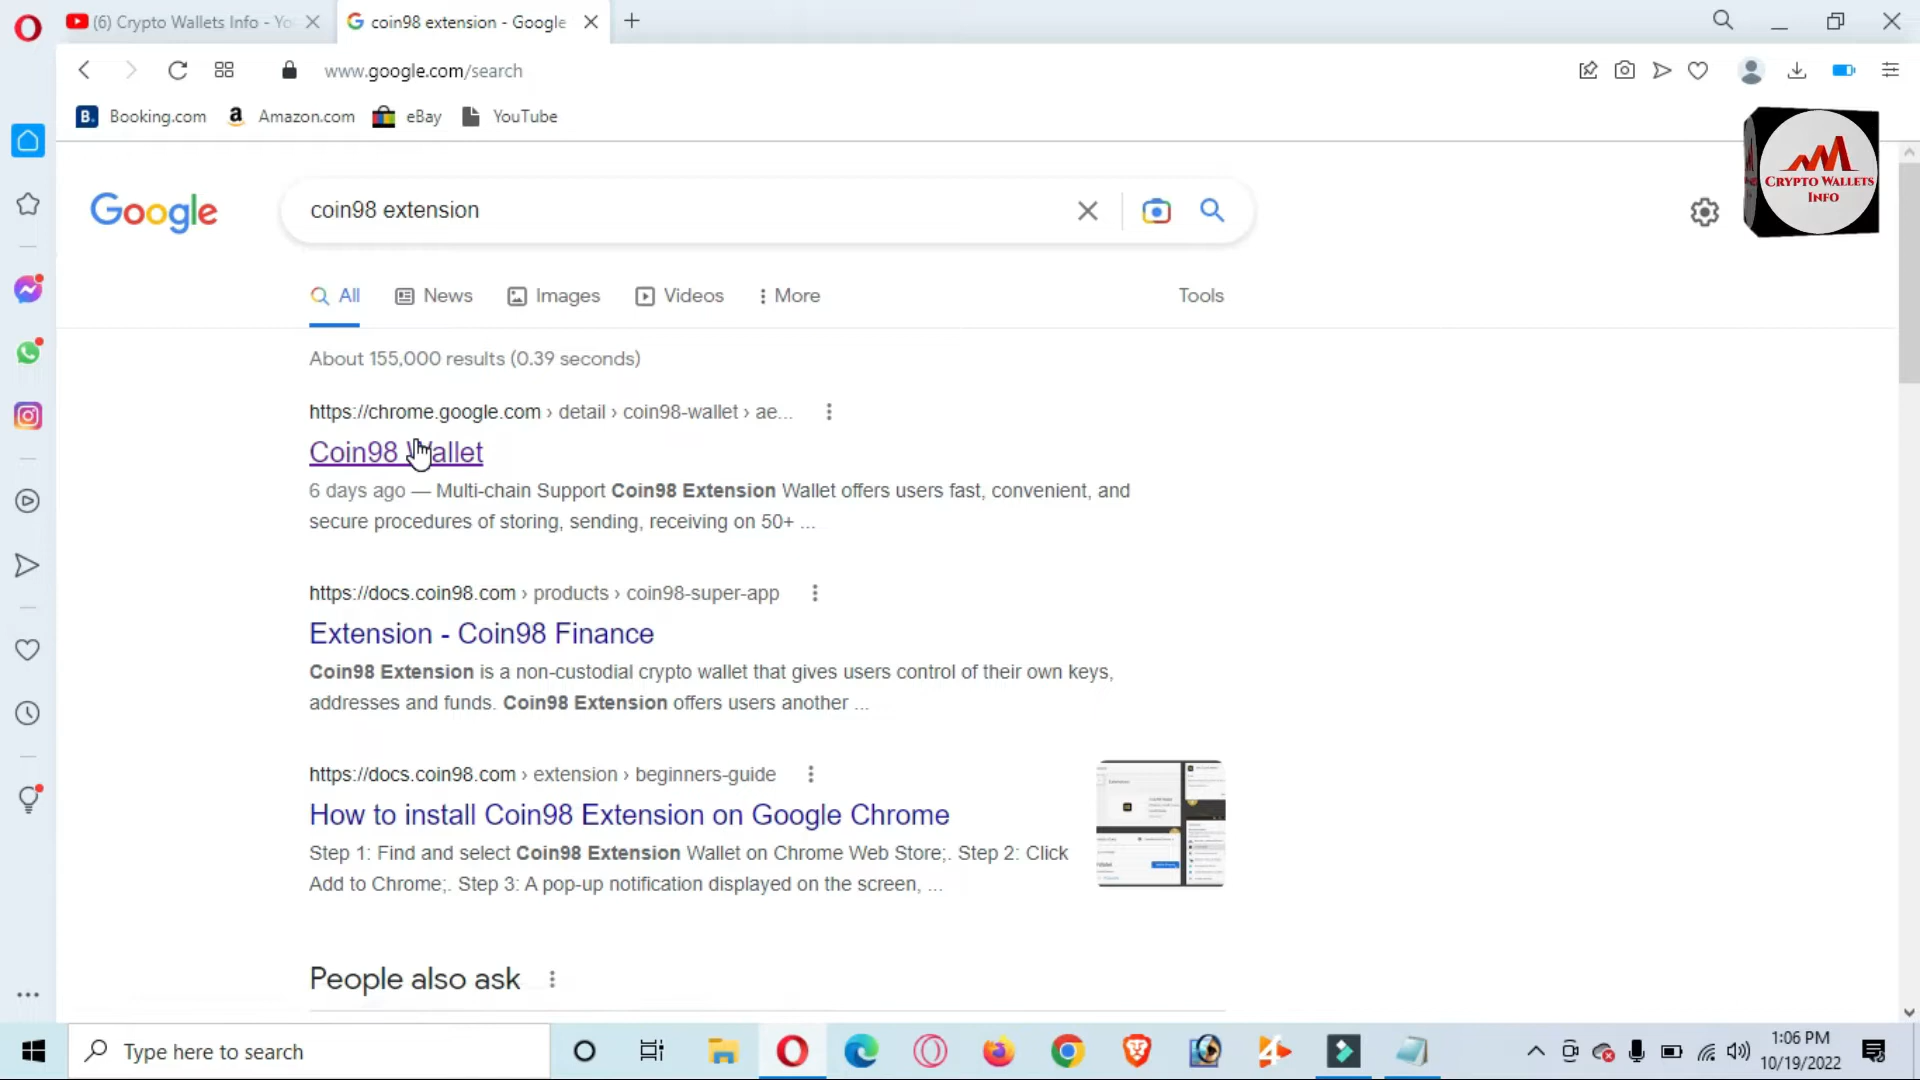 (6) Crypto Wallets Info - Yo
coin98 extension - Google
www.google.com/search
Booking.com
Amazon.com
eBay
YouTube
CRYPTO WALLETS
INFO
Google
coin98 extension
All
News
Images
Videos
More
Tools
About 155,000 results (0.39 seconds)
https://chrome.google.com › detail › coin98-wallet › ae...
Coin98 Wallet
6 days ago — Multi-chain Support Coin98 Extension Wallet offers users fast, convenient, and
secure procedures of storing, sending, receiving on 50+ ...
https://docs.coin98.com › products › coin98-super-app
Extension - Coin98 Finance
Coin98 Extension is a non-custodial crypto wallet that gives users control of their own keys,
addresses and funds. Coin98 Extension offers users another ...
https://docs.coin98.com › extension › beginners-guide
How to install Coin98 Extension on Google Chrome
Step 1: Find and select Coin98 Extension Wallet on Chrome Web Store;. Step 2: Click
Add to Chrome;. Step 3: A pop-up notification displayed on the screen, ...
People also ask
Type here to search
1:06 PM
10/19/2022